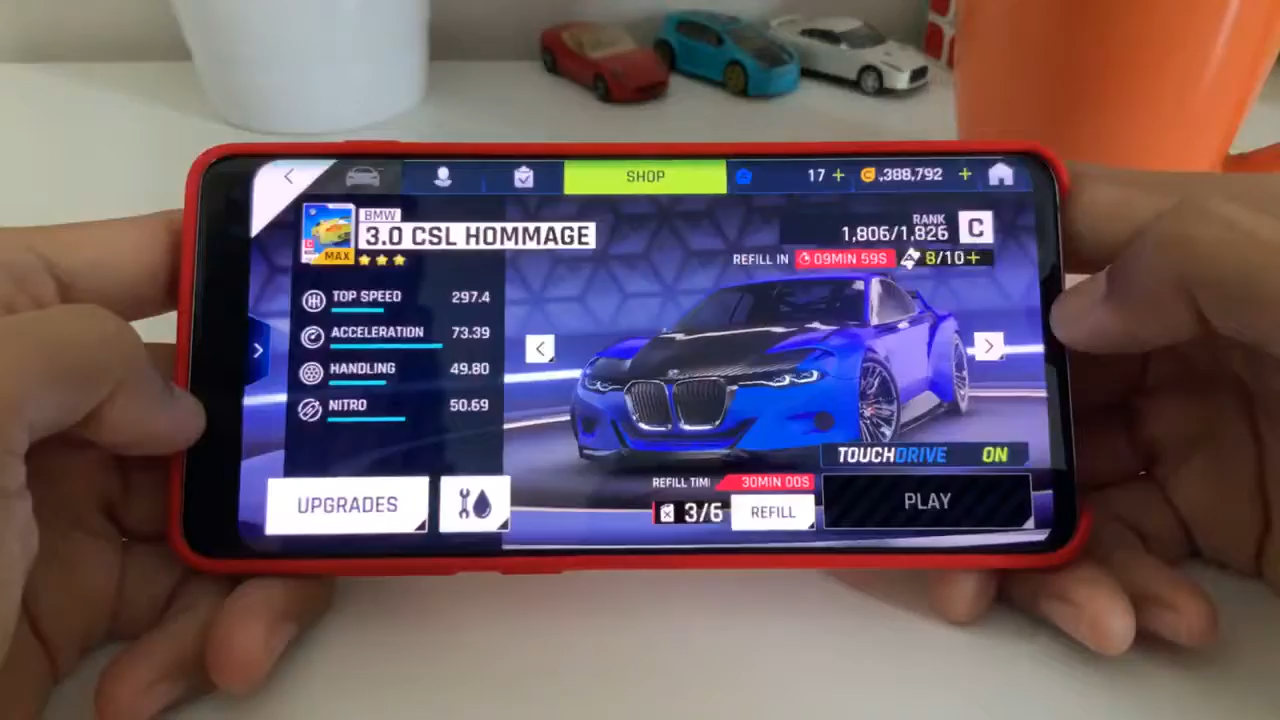 SHOP
17 +
,388,792 +
BMW
3.0 CSL HOMMAGE
MAX
RANK
1,806/1,826
C
REFILL IN 09MIN 59S 8/10+
TOP SPEED 297.4
ACCELERATION 73.39
HANDLING 49.80
NITRO 50.69
TOUCHDRIVE ON
REFILL TIM 30MIN 00S
3/6 REFILL
PLAY
UPGRADES